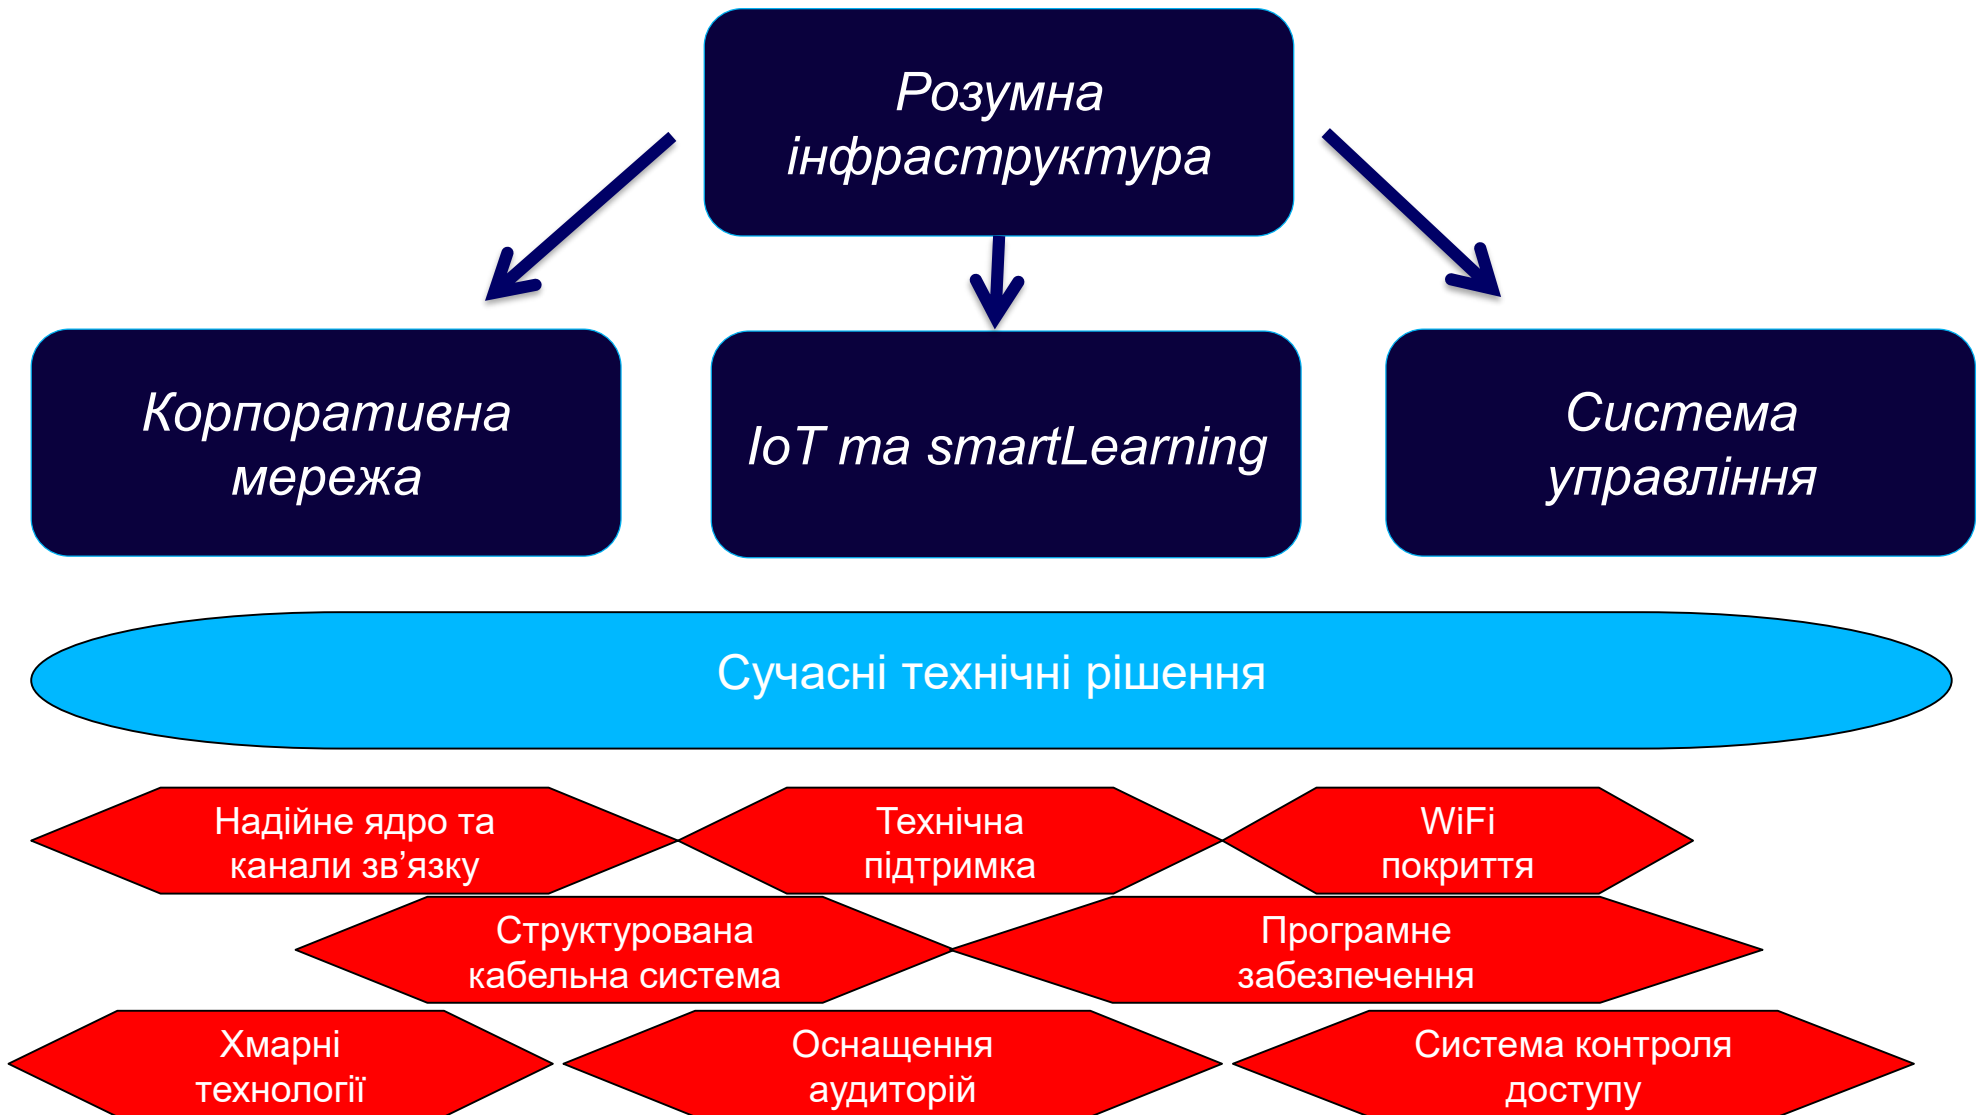 Розумна
інфраструктура
Корпоративна
мережа
IoT та smartLearning
Система
управління
Сучасні технічні рішення
Надійне ядро та
канали зв’язку
Технічна
підтримка
WiFi
покриття
Структурована
кабельна система
Програмне
забезпечення
Хмарні
технології
Оснащення
аудиторій
Система контроля
доступу